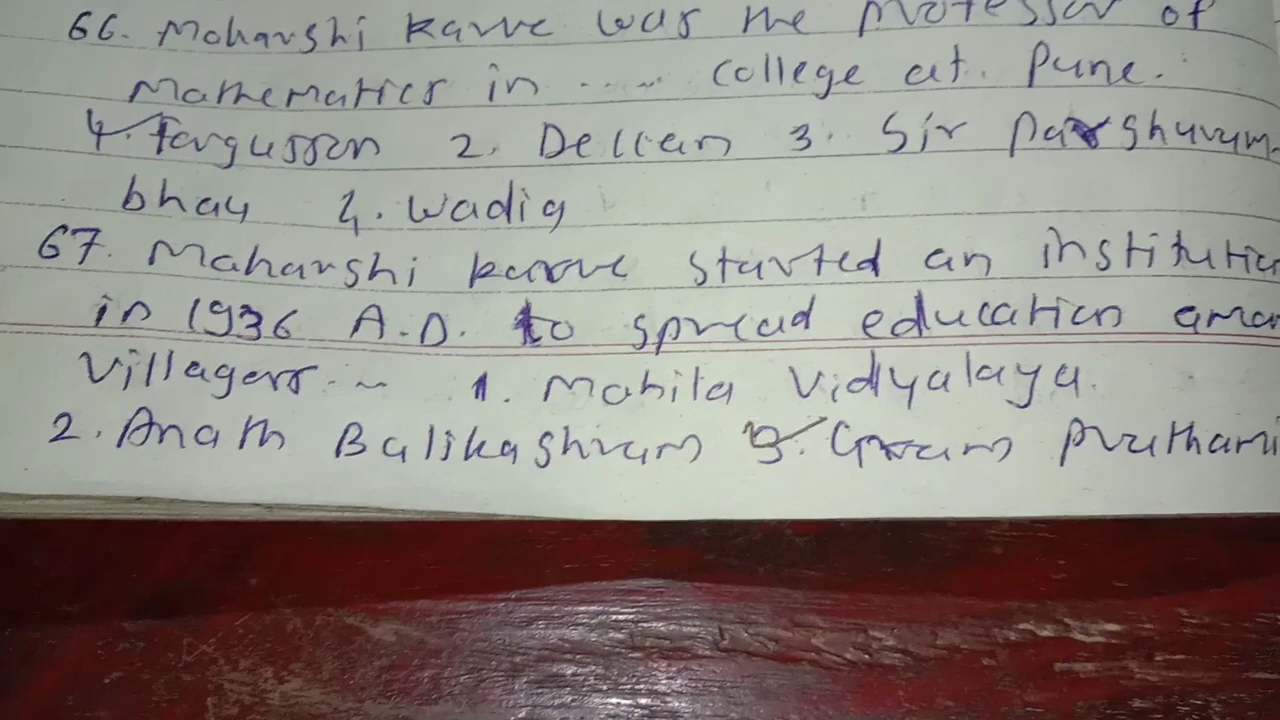 66. Maharshi Karve was the Professor of
Mathematics in ..... College at. Pune.
1. Fergusson 2. Deccan 3. Sir Parshuram-
bhau 4. Wadia
67. Maharshi Karve started an institution
in 1936 A.D. to spread education among
villagers .. ~ 1. Mahila Vidyalaya.
2. Anath Balikashram 3. Gram Prathami